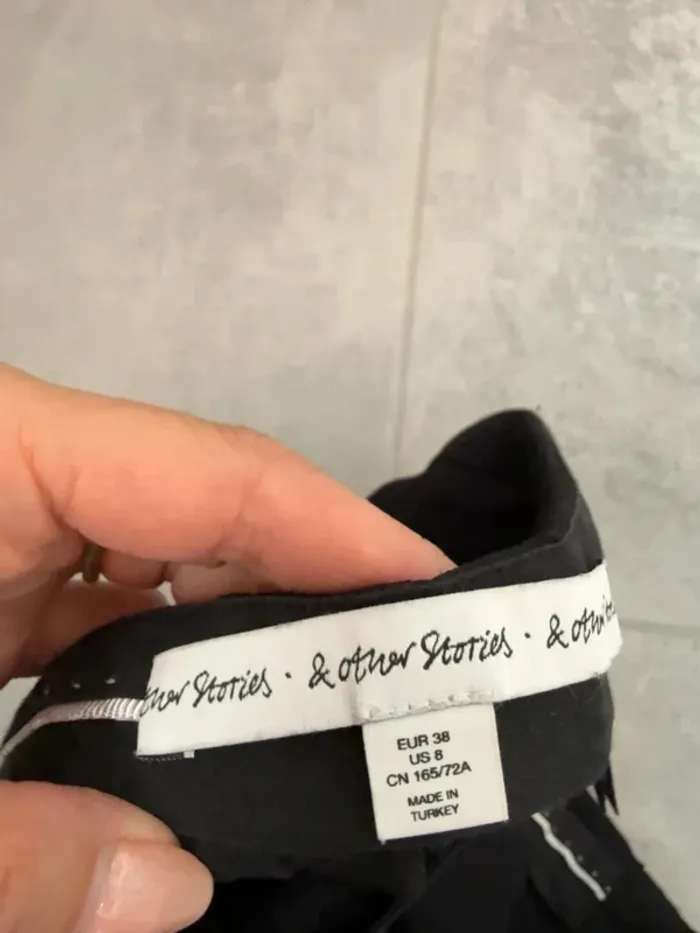 other Stories · & other Stories · & other
EUR 38
US 8
CN 165/72A
MADE IN
TURKEY